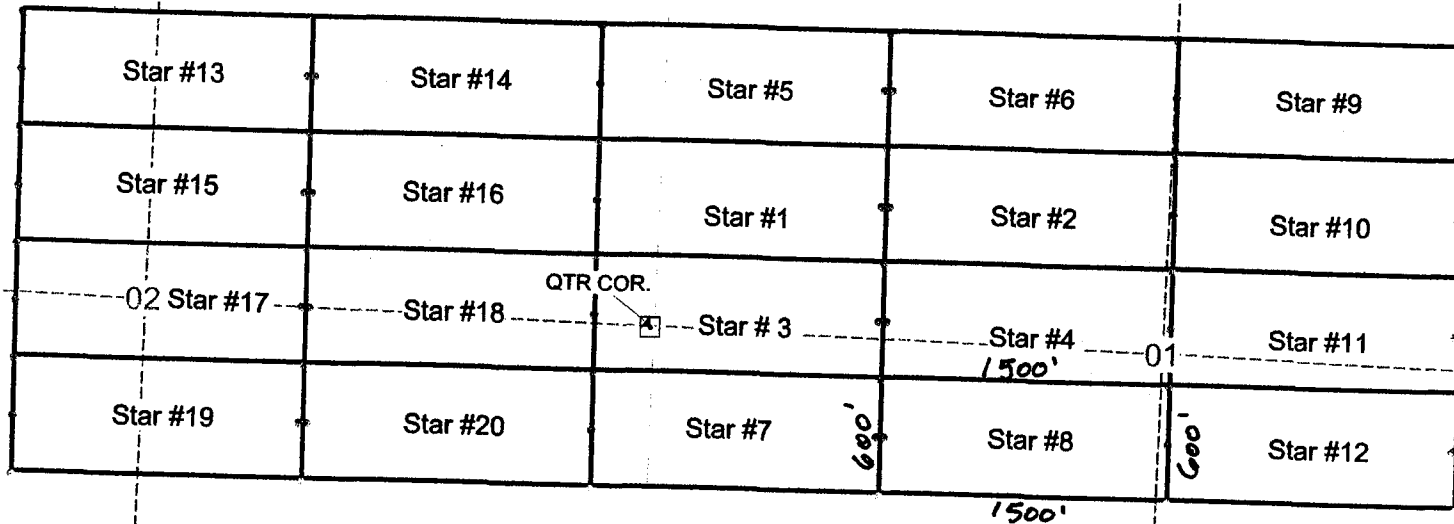 Star #13
Star #14
Star #5
Star #6
Star #9
Star #15
Star #16
Star #1
Star #2
Star #10
QTR COR.
02 Star #17
Star #18
Star # 3
Star #4
1500'
01
Star #11
Star #19
Star #20
Star #7
600'
Star #8
600'
Star #12
1500'